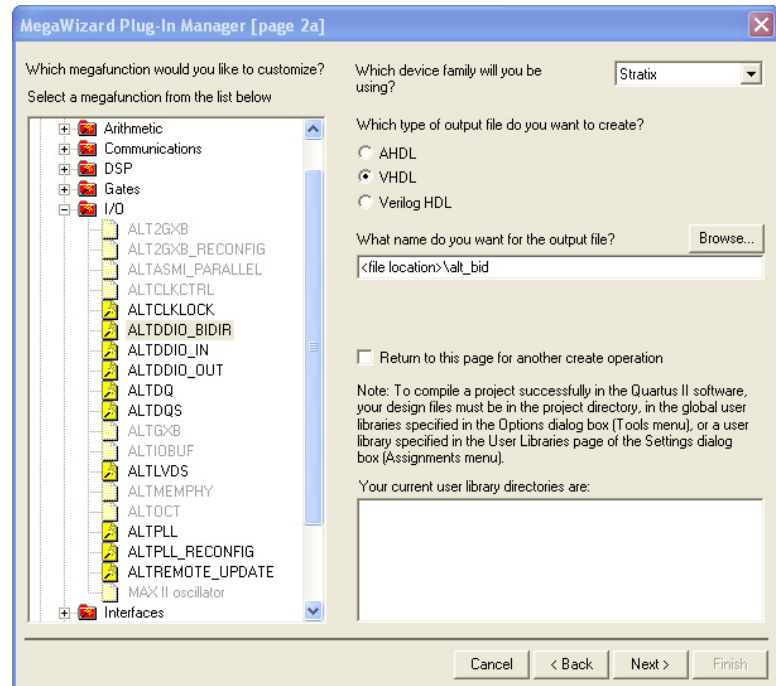 MegaWizard Plug-In Manager [page 2a]
Which megafunction would you like to customize?
Select a megafunction from the list below
Arithmetic
Communications
DSP
Gates
I/O
ALT2GXB
ALT2GXB_RECONFIG
ALTASMI_PARALLEL
ALTCLKCTRL
ALTCLKLOCK
ALTDDIO_BIDIR
ALTDDIO_IN
ALTDDIO_OUT
ALTDQ
ALTDQS
ALTGXB
ALTIOBUF
ALTLVDS
ALTMEMPHY
ALTOCT
ALTPLL
ALTPLL_RECONFIG
ALTREMOTE_UPDATE
MAX II oscillator
Interfaces
Which device family will you be
using?
Stratix
Which type of output file do you want to create?
AHDL
VHDL
Verilog HDL
What name do you want for the output file?
Browse...
<file location>\alt_bid
Return to this page for another create operation
Note: To compile a project successfully in the Quartus II software,
your design files must be in the project directory, in the global user
libraries specified in the Options dialog box (Tools menu), or a user
library specified in the User Libraries page of the Settings dialog
box (Assignments menu).
Your current user library directories are:
Cancel
< Back
Next >
Finish